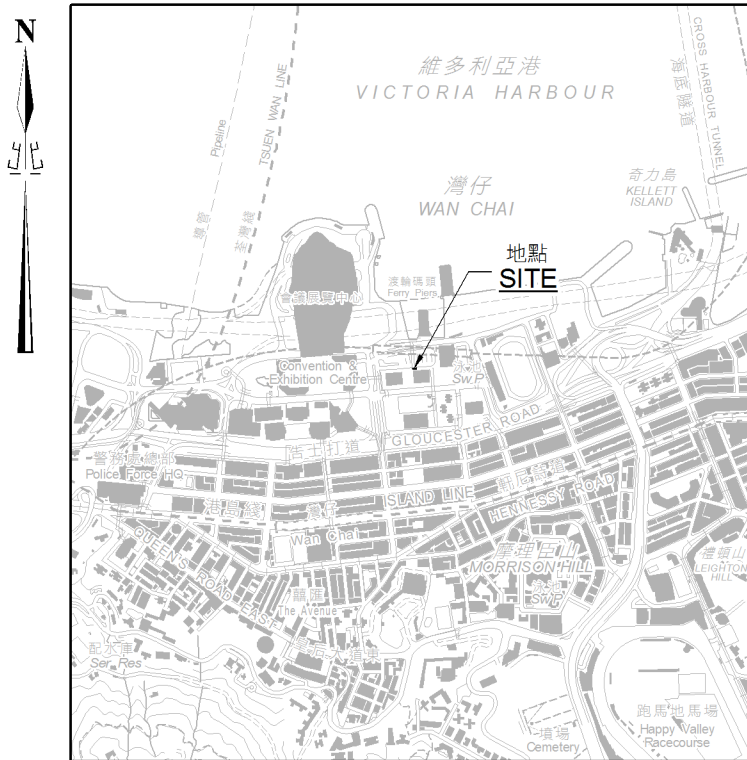 N
北
維多利亞港
VICTORIA HARBOUR
CROSS HARBOUR TUNNEL
海底隧道
Pipeline
導管
TSUEN WAN LINE
荃灣綫
灣仔
WAN CHAI
奇力島
KELLETT
ISLAND
地點
SITE
渡輪碼頭
Ferry Piers
會議展覽中心
Convention &
Exhibition Centre
泳池
Sw.P
告士打道
GLOUCESTER ROAD
警務處總部
Police Force HQ
港島綫
ISLAND LINE
灣仔
Wan Chai
軒尼詩道
HENNESSY ROAD
QUEEN'S ROAD EAST
皇后大道東
囍匯
The Avenue
摩理臣山
MORRISON HILL
泳池
Sw.P
禮頓山
LEIGHTON
HILL
配水庫
Ser. Res
墳場
Cemetery
跑馬地馬場
Happy Valley
Racecourse